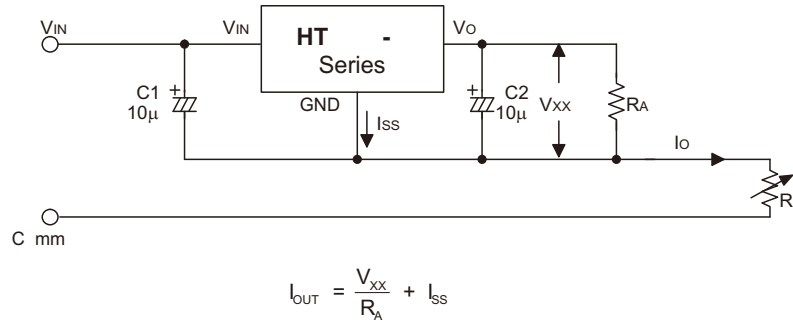 VIN
VIN
HT -
Series
VO
C1
10μ
+
GND
ISS
+
C2
10μ
VXX
RA
IO
R
C mm
IOUT = VXX / RA + ISS